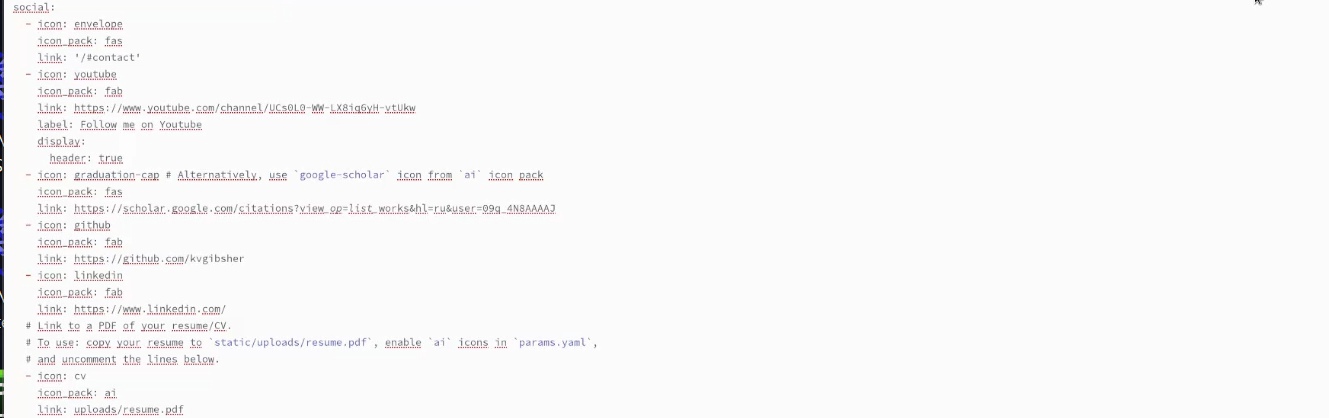 social:
  - icon: envelope
    icon_pack: fas
    link: '/#contact'
  - icon: youtube
    icon_pack: fab
    link: https://www.youtube.com/channel/UCs0L0-WW-LX8iq6yH-vtUkw
    label: Follow me on Youtube
    display:
      header: true
  - icon: graduation-cap # Alternatively, use `google-scholar` icon from `ai` icon pack
    icon_pack: fas
    link: https://scholar.google.com/citations?view_op=list_works&hl=ru&user=09q_4N8AAAAJ
  - icon: github
    icon_pack: fab
    link: https://github.com/kvgibsher
  - icon: linkedin
    icon_pack: fab
    link: https://www.linkedin.com/
  # Link to a PDF of your resume/CV.
  # To use: copy your resume to `static/uploads/resume.pdf`, enable `ai` icons in `params.yaml`,
  # and uncomment the lines below.
  - icon: cv
    icon_pack: ai
    link: uploads/resume.pdf